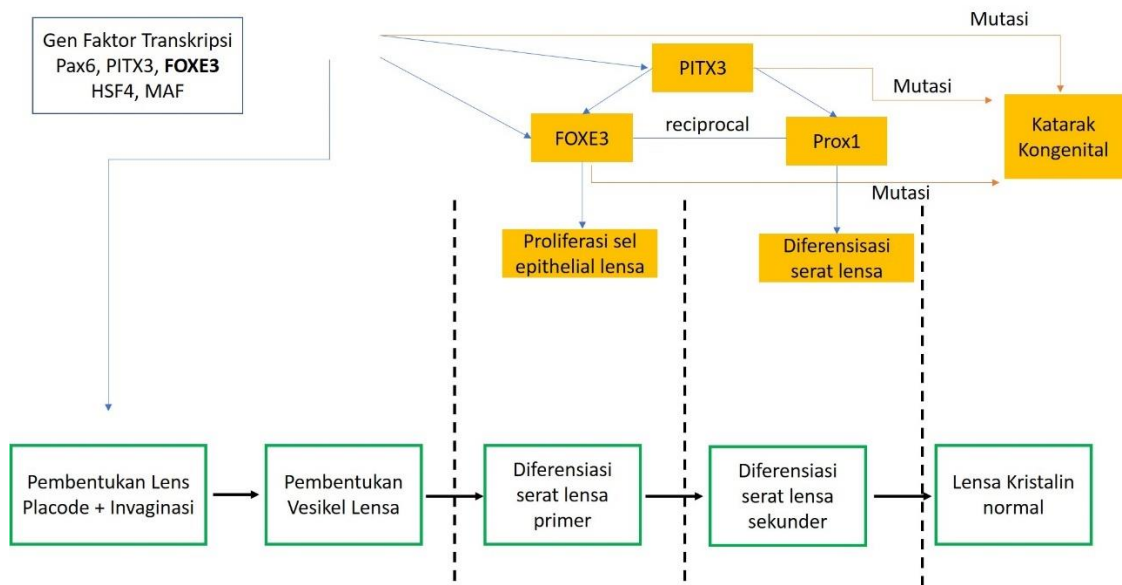 Gen Faktor Transkripsi
Pax6, PITX3, FOXE3
HSF4, MAF
Mutasi
PITX3
Mutasi
FOXE3
reciprocal
Prox1
Katarak
Kongenital
Mutasi
Proliferasi sel
epithelial lensa
Diferensisasi
serat lensa
Pembentukan Lens
Placode + Invaginasi
Pembentukan
Vesikel Lensa
Diferensiasi
serat lensa
primer
Diferensiasi
serat lensa
sekunder
Lensa Kristalin
normal